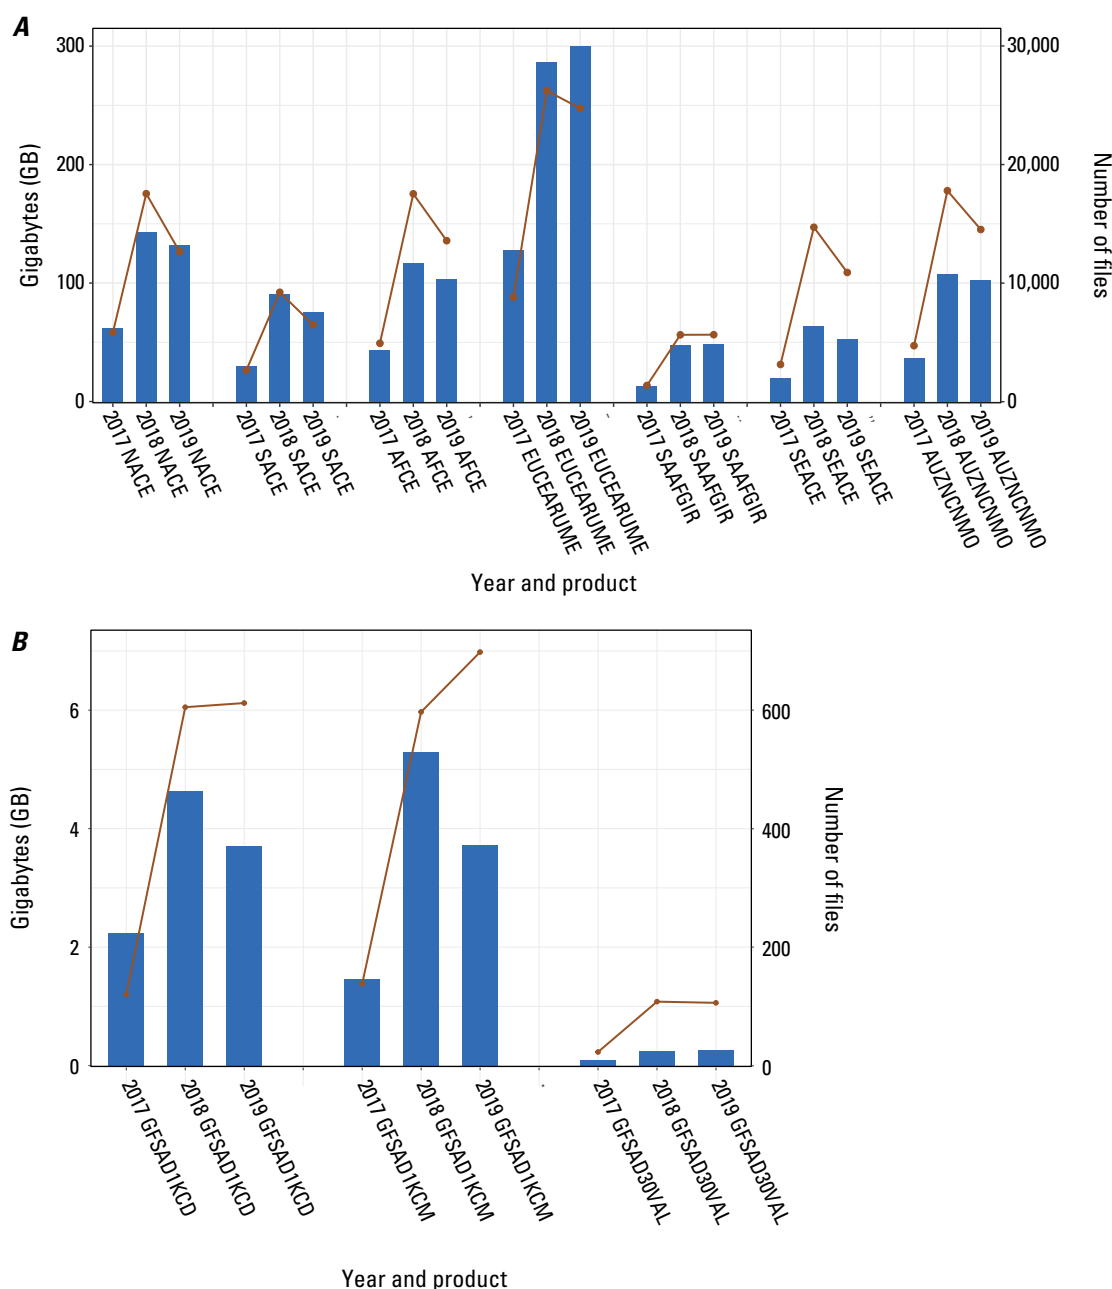 A
300
200
100
0
Gigabytes (GB)
30,000
20,000
10,000
0
Number of files
2017 NACE
2018 NACE
2019 NACE
2017 SACE
2018 SACE
2019 SACE
2017 AFCE
2018 AFCE
2019 AFCE
2017 EUCEARUME
2018 EUCEARUME
2019 EUCEARUME
2017 SAAFGIR
2018 SAAFGIR
2019 SAAFGIR
2017 SEACE
2018 SEACE
2019 SEACE
2017 AUZNCNMO
2018 AUZNCNMO
2019 AUZNCNMO
Year and product
B
6
4
2
0
Gigabytes (GB)
600
400
200
0
Number of files
2017 GFSAD1KCD
2018 GFSAD1KCD
2019 GFSAD1KCD
2017 GFSAD1KCM
2018 GFSAD1KCM
2019 GFSAD1KCM
2017 GFSAD30VAL
2018 GFSAD30VAL
2019 GFSAD30VAL
Year and product